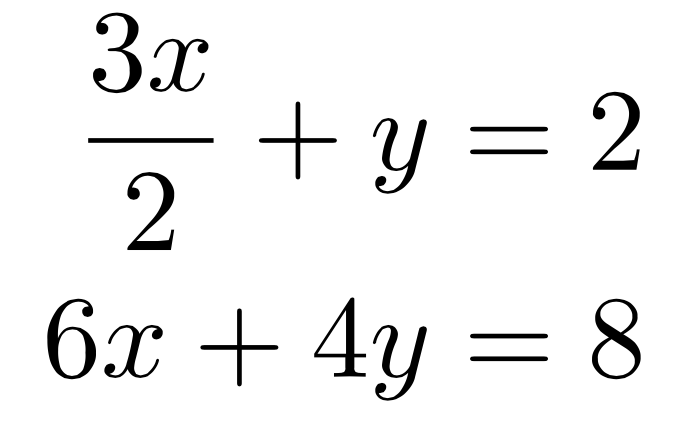 3x/2 + y = 2
6x + 4y = 8